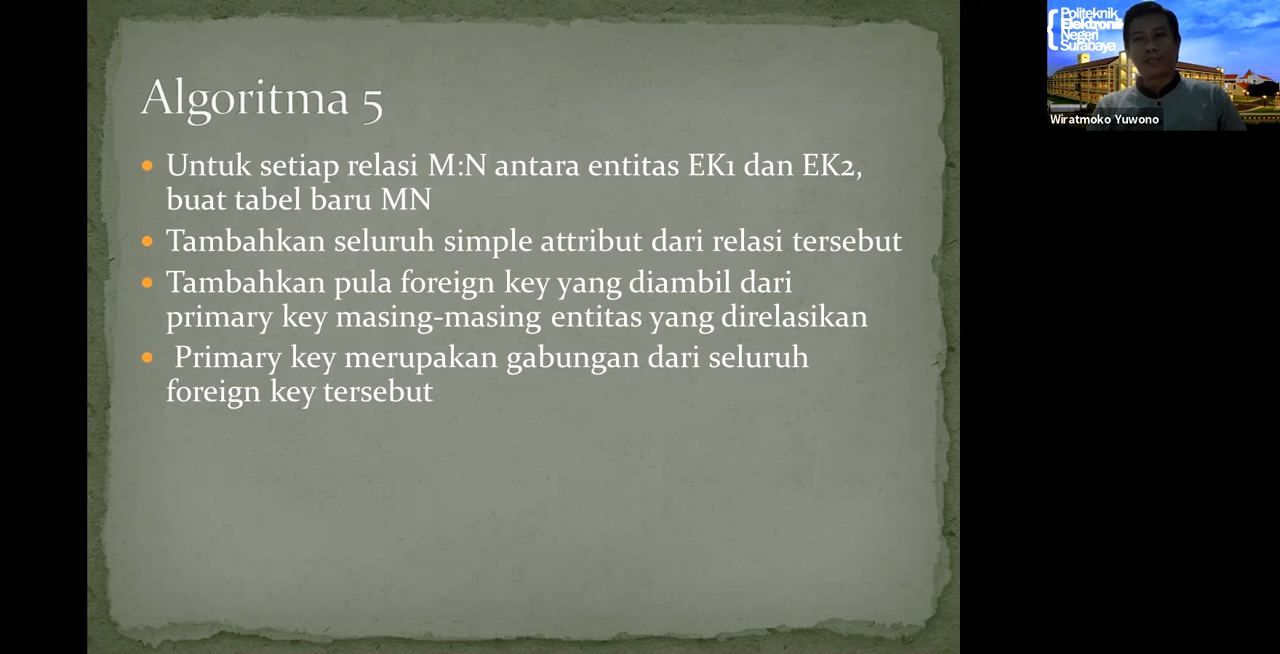 Algoritma 5
• Untuk setiap relasi M:N antara entitas EK1 dan EK2,
buat tabel baru MN
• Tambahkan seluruh simple attribut dari relasi tersebut
• Tambahkan pula foreign key yang diambil dari
primary key masing-masing entitas yang direlasikan
• Primary key merupakan gabungan dari seluruh
foreign key tersebut
Politeknik
Elektronik
Negeri
Surabaya
Wiratmoko Yuwono